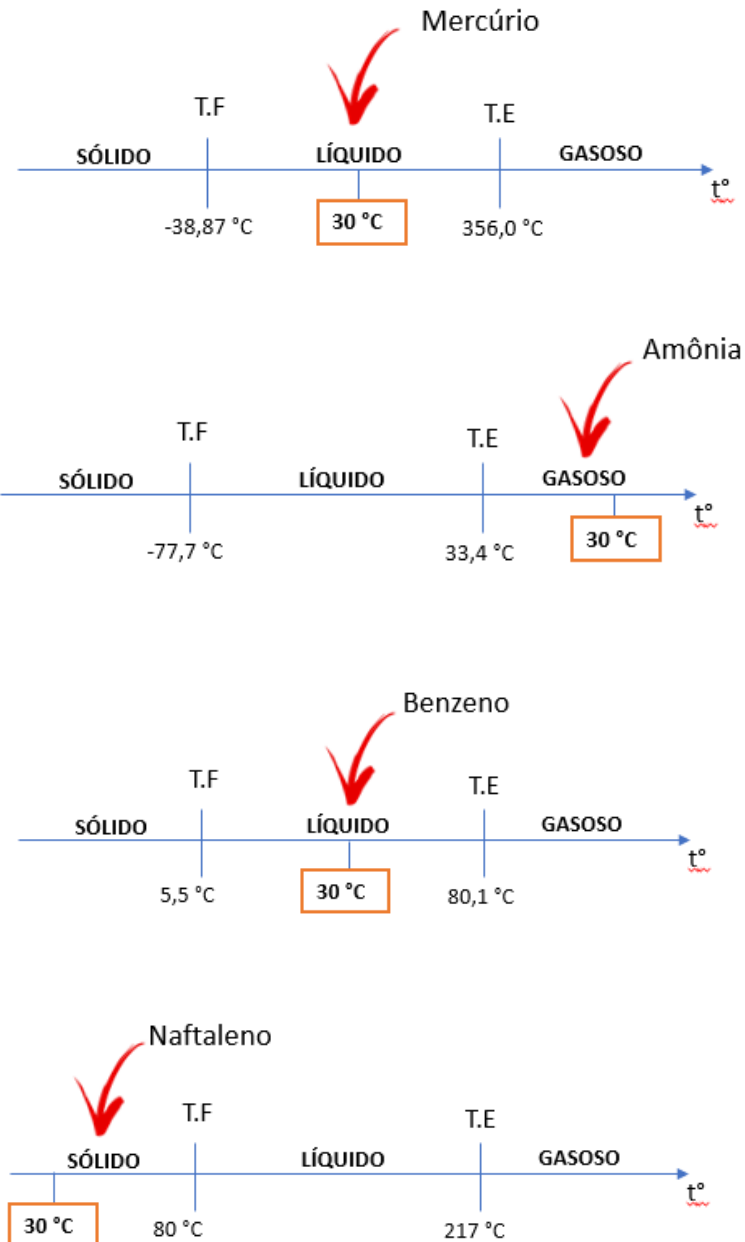 Mercúrio
T.F
T.E
SÓLIDO LÍQUIDO GASOSO
t°
-38,87 °C 30 °C 356,0 °C
Amônia
T.F
T.E
SÓLIDO LÍQUIDO GASOSO
t°
-77,7 °C 33,4 °C 30 °C
Benzeno
T.F
T.E
SÓLIDO LÍQUIDO GASOSO
t°
5,5 °C 30 °C 80,1 °C
Naftaleno
T.F
T.E
SÓLIDO LÍQUIDO GASOSO
t°
30 °C 80 °C 217 °C